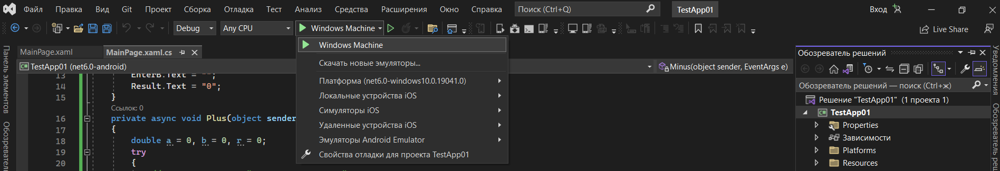 Файл Правка Вид Git Проект Сборка Отладка Тест Анализ Средства Расширения Окно Справка Поиск (Ctrl+Q) TestApp01 Вход
Debug Any CPU Windows Machine Live Share
Панель элементов
Обозреватель
MainPage.xaml MainPage.xaml.cs
TestApp01 (net6.0-android) Minus(object sender, EventArgs e)
13 EnterB.Text = "";
14 Result.Text = "0";
15 }
Ссылок: 0
16 private async void Plus(object sender
17 {
18 double a = 0, b = 0, r = 0;
19 try
20 {
Windows Machine
Скачать новые эмуляторы...
Платформа (net6.0-windows10.0.19041.0)
Локальные устройства iOS
Симуляторы iOS
Удаленные устройства iOS
Эмуляторы Android Emulator
Свойства отладки для проекта TestApp01
Обозреватель решений
Обозреватель решений — поиск (Ctrl+ж)
Решение "TestApp01" (1 проекта 1)
TestApp01
Properties
Зависимости
Platforms
Resources
Уведомления
Обозреватель реш